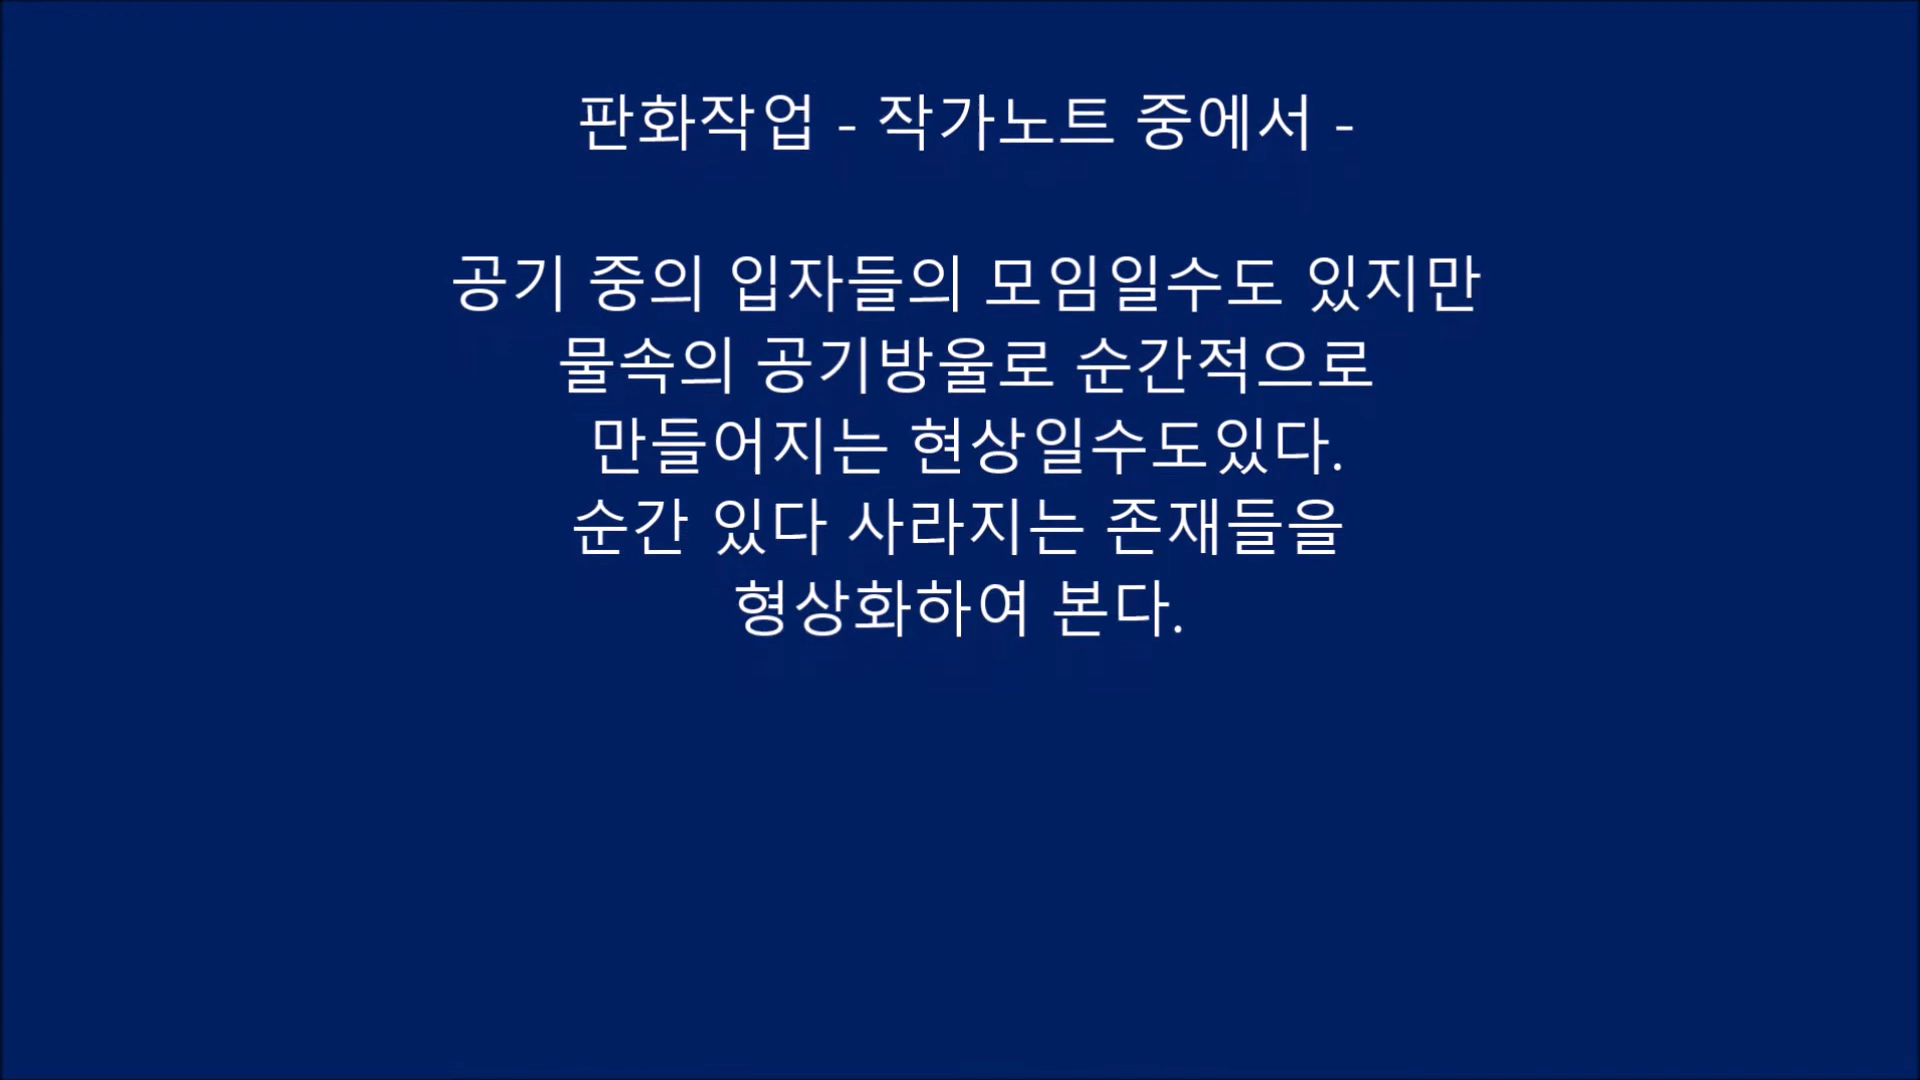 판화작업 - 작가노트 중에서 -
공기 중의 입자들의 모임일수도 있지만
물속의 공기방울로 순간적으로
만들어지는 현상일수도있다.
순간 있다 사라지는 존재들을
형상화하여 본다.